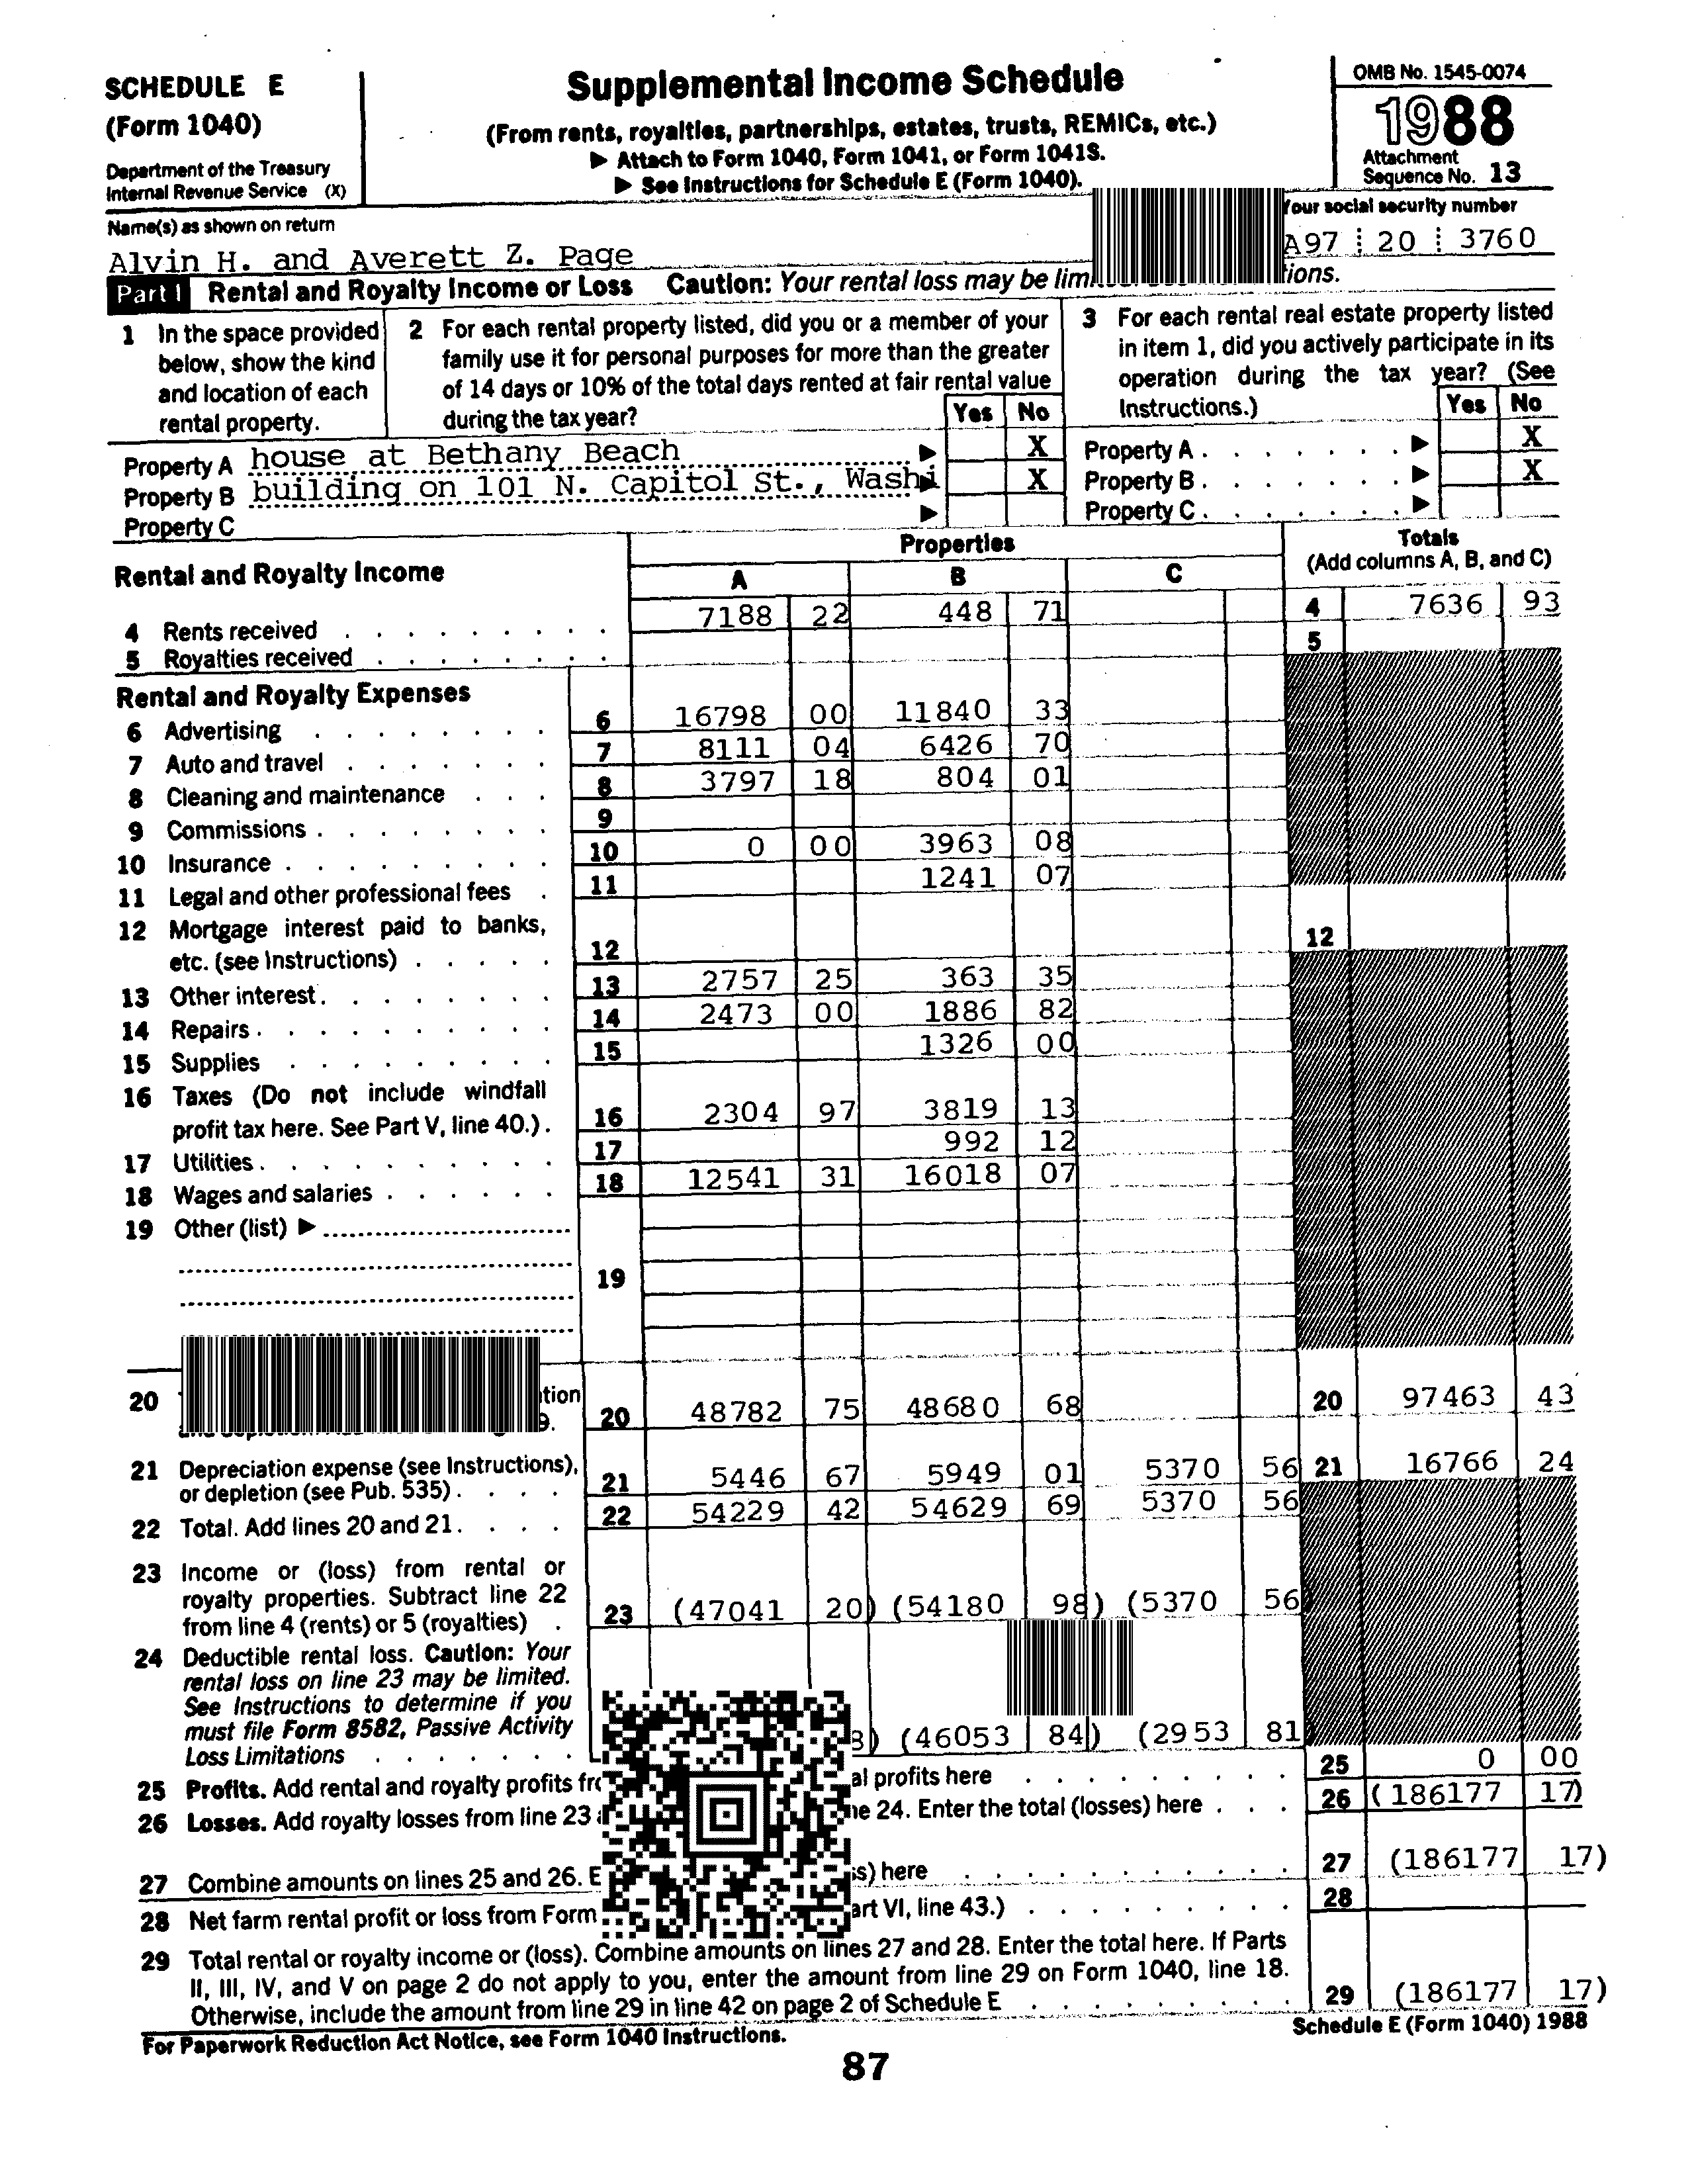 SCHEDULE E
(Form 1040)
Department of the Treasury
Internal Revenue Service (X)
Supplemental Income Schedule
(From rents, royalties, partnerships, estates, trusts, REMICs, etc.)
▶ Attach to Form 1040, Form 1041, or Form 1041S.
▶ See Instructions for Schedule E (Form 1040).
OMB No. 1545-0074
1988
Attachment
Sequence No. 13
Name(s) as shown on return
Your social security number
Alvin H. and Averett Z. Page
A97 20 3760
Part I Rental and Royalty Income or Loss Caution: Your rental loss may be
1 In the space provided below, show the kind and location of each rental property.
2 For each rental property listed, did you or a member of your family use it for personal purposes for more than the greater of 14 days or 10% of the total days rented at fair rental value during the tax year?
Yes No
3 For each rental real estate property listed in item 1, did you actively participate in its operation during the tax year? (See Instructions.)
Yes No
Property A house at Bethany Beach ▶ X Property A . . . . . . . ▶ X
Property B building on 101 N. Capitol St., Washi ▶ X Property B . . . . . . . ▶ X
Property C ▶ Property C . . . . . . . ▶
Rental and Royalty Income
Properties
A B C
Totals
(Add columns A, B, and C)
4 Rents received 7188 22 448 71 4 7636 93
5 Royalties received 5
Rental and Royalty Expenses
6 Advertising 6 16798 00 11840 33
7 Auto and travel 7 8111 04 6426 70
8 Cleaning and maintenance 8 3797 18 804 01
9 Commissions 9
10 Insurance 10 0 00 3963 08
11 Legal and other professional fees 11 1241 07
12 Mortgage interest paid to banks,
etc. (see Instructions) 12 12
13 Other interest 13 2757 25 363 35
14 Repairs 14 2473 00 1886 82
15 Supplies 15 1326 00
16 Taxes (Do not include windfall
profit tax here. See Part V, line 40.) 16 2304 97 3819 13
17 Utilities 17 992 12
18 Wages and salaries 18 12541 31 16018 07
19 Other (list) ▶
19
20 20 48782 75 48680 68 20 97463 43
21 Depreciation expense (see Instructions),
or depletion (see Pub. 535) 21 5446 67 5949 01 5370 56 21 16766 24
22 Total. Add lines 20 and 21 22 54229 42 54629 69 5370 56
23 Income or (loss) from rental or
royalty properties. Subtract line 22
from line 4 (rents) or 5 (royalties) 23 (47041 20) (54180 98) (5370 56)
24 Deductible rental loss. Caution: Your
rental loss on line 23 may be limited.
See Instructions to determine if you
must file Form 8582, Passive Activity
Loss Limitations (46053 84) (2953 81
25 Profits. Add rental and royalty profits profits here 25 0 00
26 Losses. Add royalty losses from line 23 24. Enter the total (losses) here 26 (186177 17)
27 Combine amounts on lines 25 and 26. here 27 (186177 17)
28 Net farm rental profit or loss from Form VI, line 43.) 28
29 Total rental or royalty income or (loss). Combine amounts on lines 27 and 28. Enter the total here. If Parts
II, III, IV, and V on page 2 do not apply to you, enter the amount from line 29 on Form 1040, line 18.
Otherwise, include the amount from line 29 in line 42 on page 2 of Schedule E 29 (186177 17)
For Paperwork Reduction Act Notice, see Form 1040 Instructions.
Schedule E (Form 1040) 1988
87